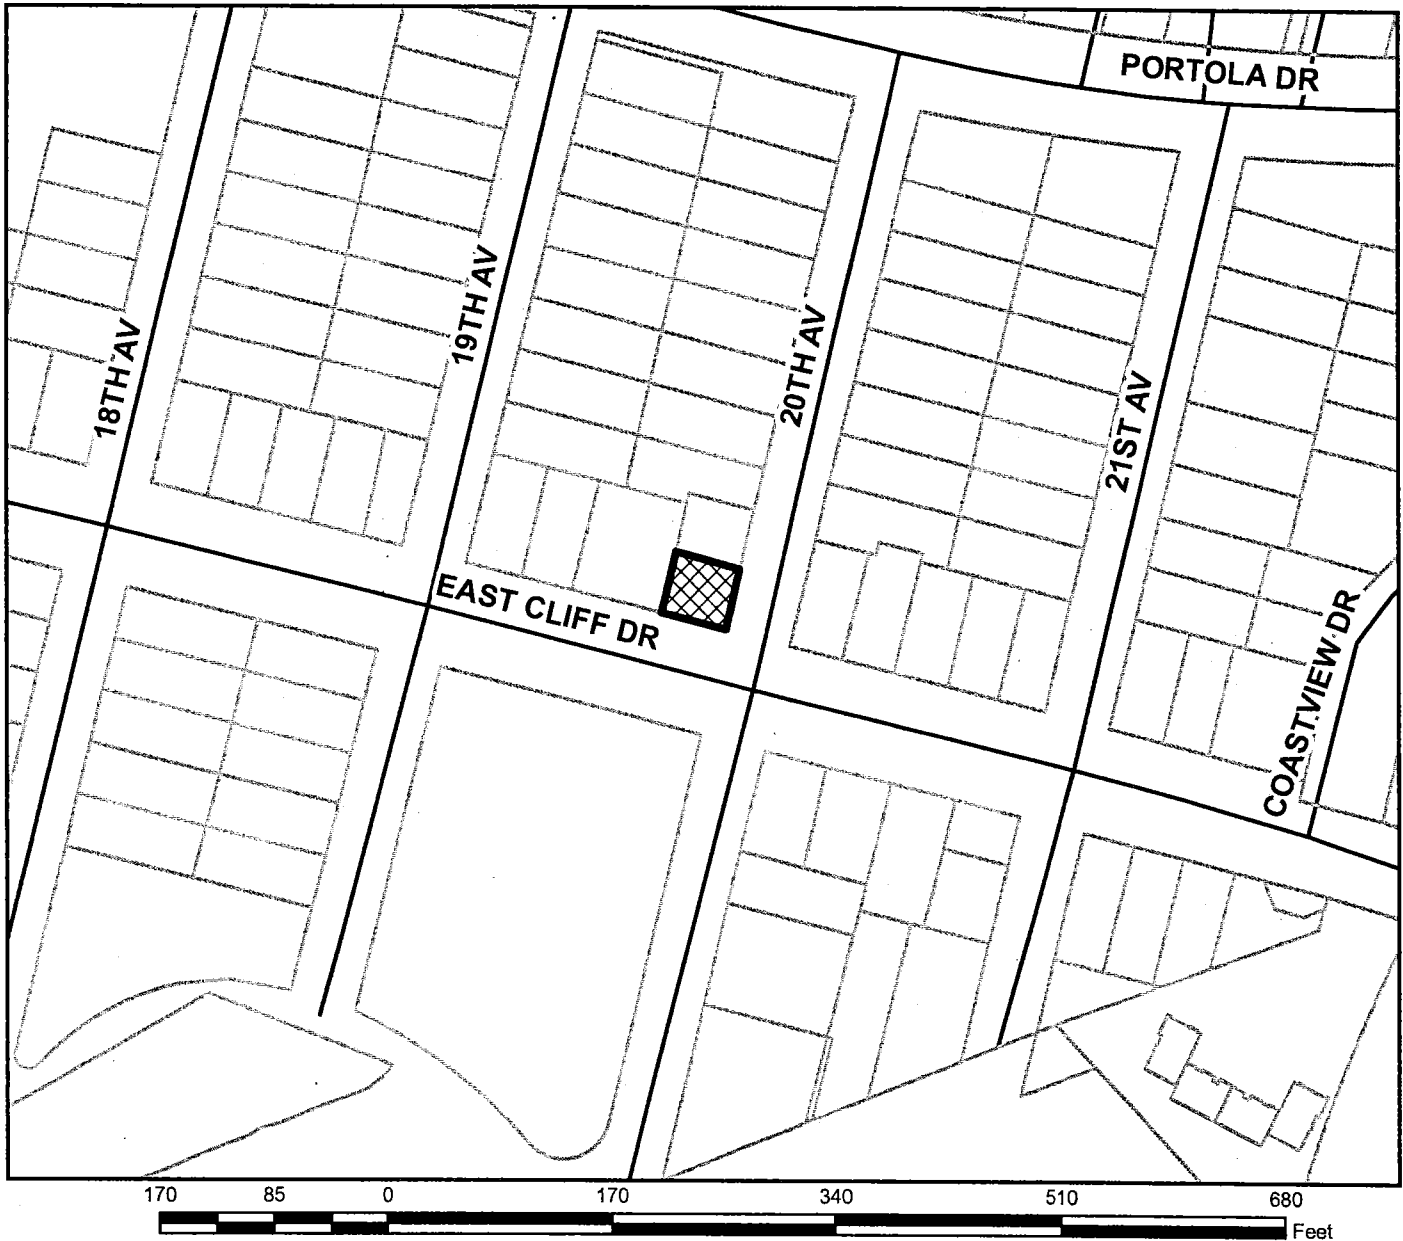 PORTOLA DR
19TH AV
20TH AV
18TH AV
21ST AV
EAST CLIFF DR
COASTVIEW DR
170 85 0 170 340 510 680
Feet